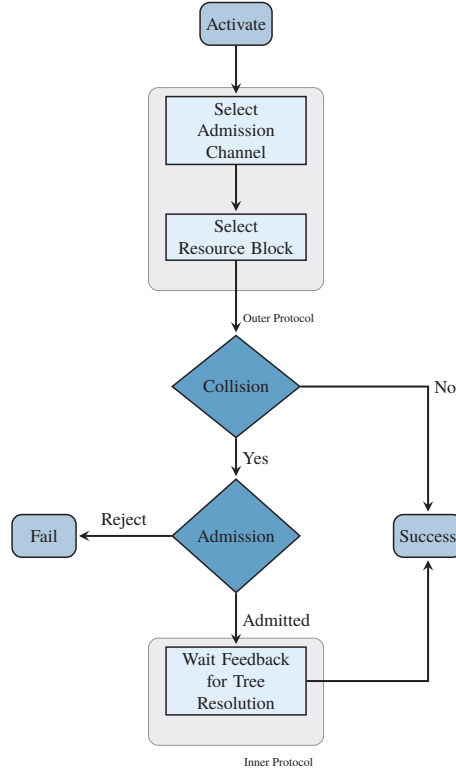 Activate
Select
Admission
Channel
Select
Resource Block
Outer Protocol
Collision
No
Yes
Reject
Fail
Admission
Success
Admitted
Wait Feedback
for Tree
Resolution
Inner Protocol